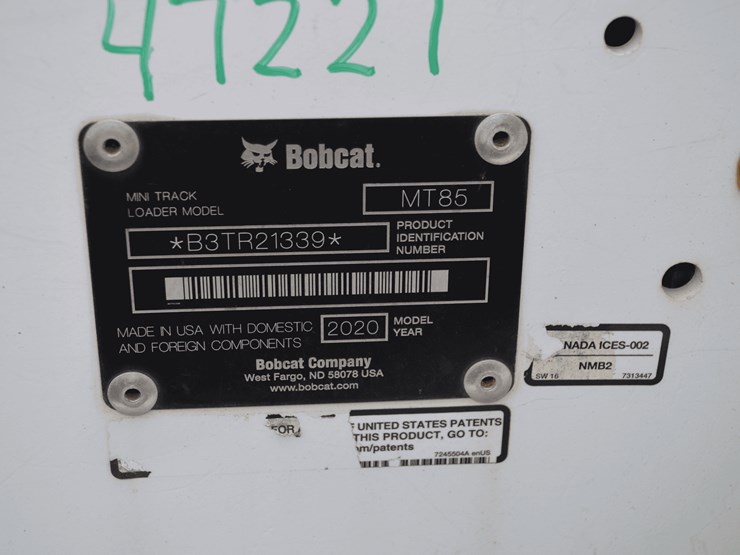 47227
Bobcat.
MINI TRACK
LOADER MODEL
MT85
*B3TR21339*
PRODUCT
IDENTIFICATION
NUMBER
MADE IN USA WITH DOMESTIC
AND FOREIGN COMPONENTS
2020
MODEL
YEAR
Bobcat Company
West Fargo, ND 58078 USA
www.bobcat.com
NADA ICES-002
NMB2
SW 16
7313447
FOR
F UNITED STATES PATENTS
THIS PRODUCT, GO TO:
m/patents
7245504A enUS